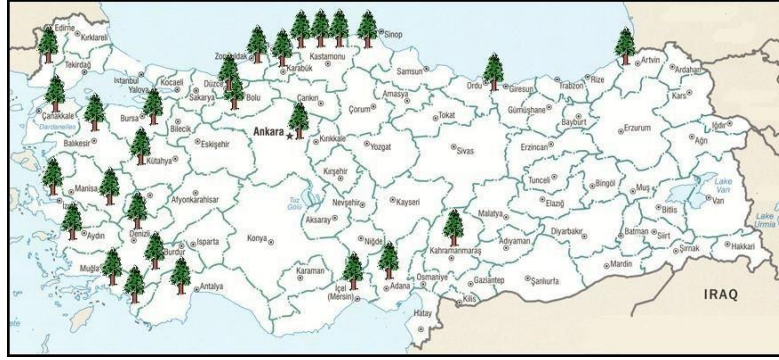 Edirne
Kırklareli
Tekirdağ
İstanbul
Yalova
Kocaeli
Sakarya
Düzce
Bolu
Zonguldak
Karabük
Kastamonu
Sinop
Samsun
Ordu
Giresun
Trabzon
Rize
Artvin
Ardahan
Kars
Iğdır
Ağrı
Çanakkale
Dardanelles
Bursa
Bilecik
Balıkesir
Kütahya
Eskişehir
Ankara
Çankırı
Kırıkkale
Çorum
Amasya
Tokat
Yozgat
Sivas
Gümüşhane
Bayburt
Erzincan
Erzurum
Manisa
Afyonkarahisar
Tuz
Gölü
Kırşehir
Nevşehir
Aksaray
Kayseri
Malatya
Tunceli
Elazığ
Bingöl
Muş
Bitlis
Lake
Van
Van
Lake
Urmia
Aydın
Denizli
Burdur
Isparta
Konya
Niğde
Kahramanmaraş
Adıyaman
Diyarbakır
Batman
Siirt
Şırnak
Hakkari
Mardin
Muğla
Antalya
Karaman
İçel
(Mersin)
Adana
Osmaniye
Gaziantep
Kilis
Şanlıurfa
Hatay
IRAQ